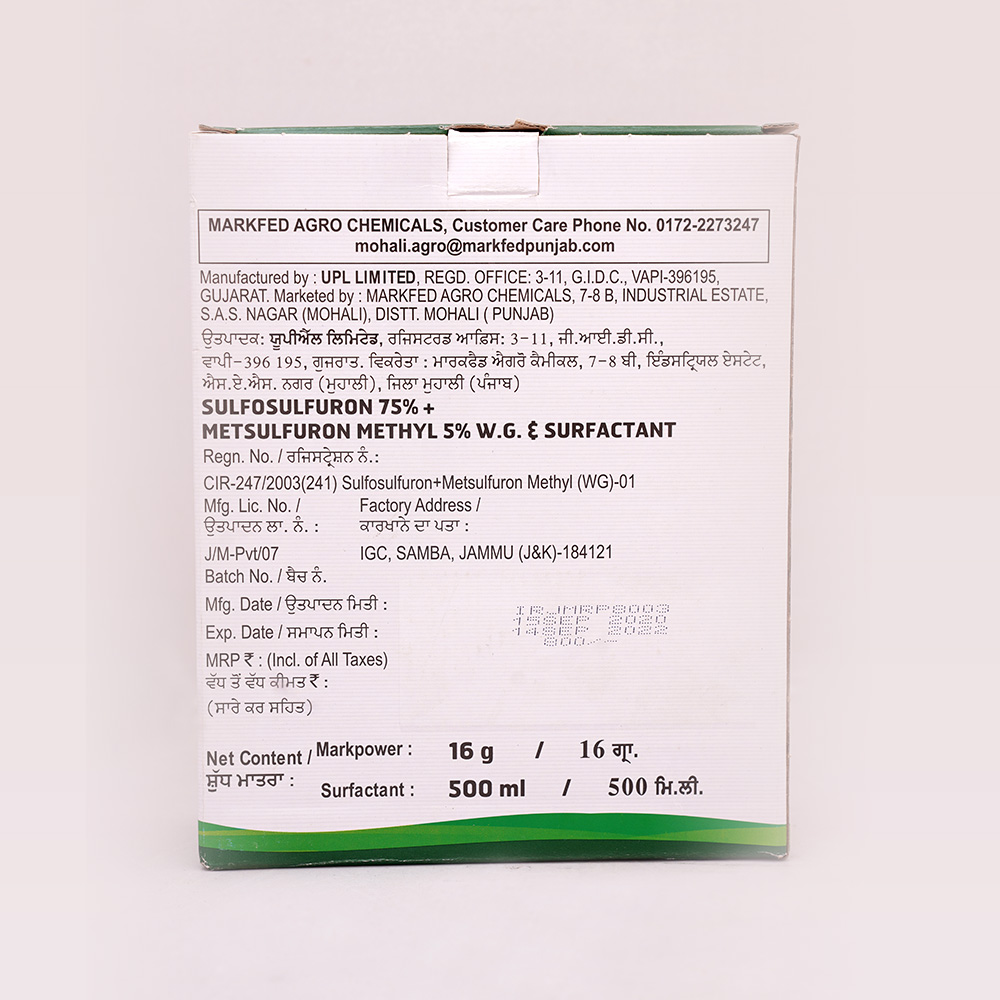 MARKFED AGRO CHEMICALS, Customer Care Phone No. 0172-2273247
mohali.agro@markfedpunjab.com
Manufactured by : UPL LIMITED, REGD. OFFICE: 3-11, G.I.D.C., VAPI-396195,
GUJARAT. Marketed by : MARKFED AGRO CHEMICALS, 7-8 B, INDUSTRIAL ESTATE,
S.A.S. NAGAR (MOHALI), DISTT. MOHALI ( PUNJAB)
ਉਤਪਾਦਕ: ਯੂਪੀਐੱਲ ਲਿਮਿਟੇਡ, ਰਜਿਸਟਰਡ ਆਫ਼ਿਸ: 3-11, ਜੀ.ਆਈ.ਡੀ.ਸੀ.,
ਵਾਪੀ-396 195, ਗੁਜਰਾਤ. ਵਿਕਰੇਤਾ : ਮਾਰਕਫੈਡ ਐਗਰੋ ਕੈਮੀਕਲ, 7-8 ਬੀ, ਇੰਡਸਟ੍ਰਿਯਲ ਏਸਟੇਟ,
ਐਸ.ਏ.ਐਸ. ਨਗਰ (ਮੁਹਾਲੀ), ਜਿਲਾ ਮੁਹਾਲੀ (ਪੰਜਾਬ)
SULFOSULFURON 75% +
METSULFURON METHYL 5% W.G. & SURFACTANT
Regn. No. / ਰਜਿਸਟ੍ਰੇਸ਼ਨ ਨੰ.:
CIR-247/2003(241) Sulfosulfuron+Metsulfuron Methyl (WG)-01
Mfg. Lic. No. / Factory Address /
ਉਤਪਾਦਨ ਲਾ. ਨੰ. : ਕਾਰਖਾਨੇ ਦਾ ਪਤਾ :
J/M-Pvt/07 IGC, SAMBA, JAMMU (J&K)-184121
Batch No. / ਬੈਚ ਨੰ.
Mfg. Date / ਉਤਪਾਦਨ ਮਿਤੀ :
Exp. Date / ਸਮਾਪਨ ਮਿਤੀ :
MRP ₹ : (Incl. of All Taxes)
ਵੱਧ ਤੋਂ ਵੱਧ ਕੀਮਤ ₹ :
(ਸਾਰੇ ਕਰ ਸਹਿਤ)
IRJMRP8003
15SEP 2020
14SEP 2022
800/-
Net Content / Markpower : 16 g / 16 ਗ੍ਰਾ.
ਸ਼ੁੱਧ ਮਾਤਰਾ : Surfactant : 500 ml / 500 ਮਿ.ਲੀ.